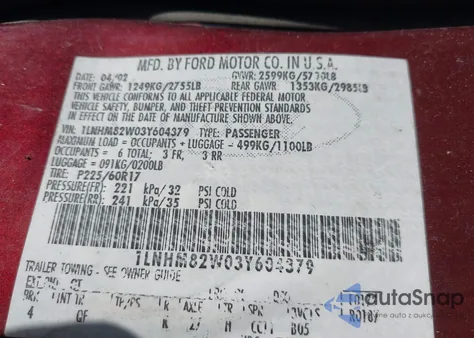 MFD. BY FORD MOTOR CO. IN U.S.A.
DATE: 04/02 GVWR: 2599KG/5730LB
FRONT GAWR: 1249KG/2755LB REAR GAWR: 1353KG/2985LB
THIS VEHICLE CONFORMS TO ALL APPLICABLE FEDERAL MOTOR
VEHICLE SAFETY, BUMPER, AND THEFT PREVENTION STANDARDS
IN EFFECT ON THE DATE OF MANUFACTURE SHOWN ABOVE.
VIN: 1LNHM82W03Y604379 TYPE: PASSENGER
MAXIMUM LOAD = OCCUPANTS + LUGGAGE = 499KG/1100LB
OCCUPANTS = 6 TOTAL: 3 FR, 3 RR
LUGGAGE = 091KG/0200LB
TIRE: P225/60R17
PRESSURE(FR): 221 kPa/32 PSI COLD
PRESSURE(RR): 241 kPa/35 PSI COLD
1LNHM82W03Y604379
TRAILER TOWING - SEE OWNER GUIDE
autoSnap
4 GF